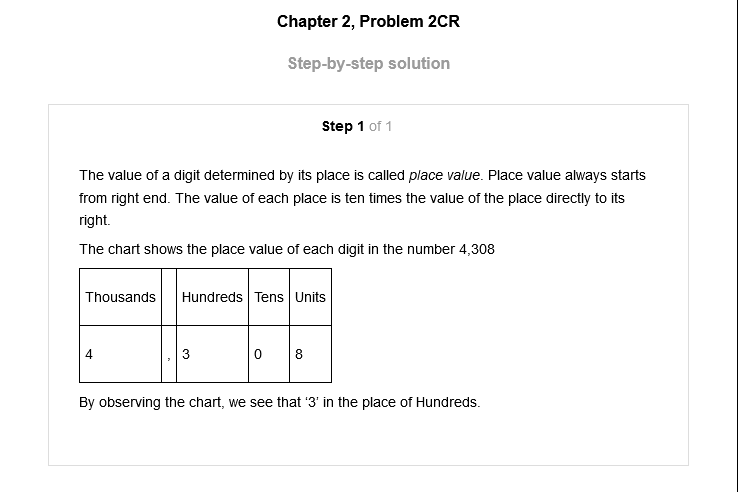 Chapter 2, Problem 2CR
Step-by-step solution
Step 1 of 1
The value of a digit determined by its place is called place value. Place value always starts
from right end. The value of each place is ten times the value of the place directly to its
right.
The chart shows the place value of each digit in the number 4,308
Thousands Hundreds Tens Units
4 , 3 0 8
By observing the chart, we see that ‘3’ in the place of Hundreds.